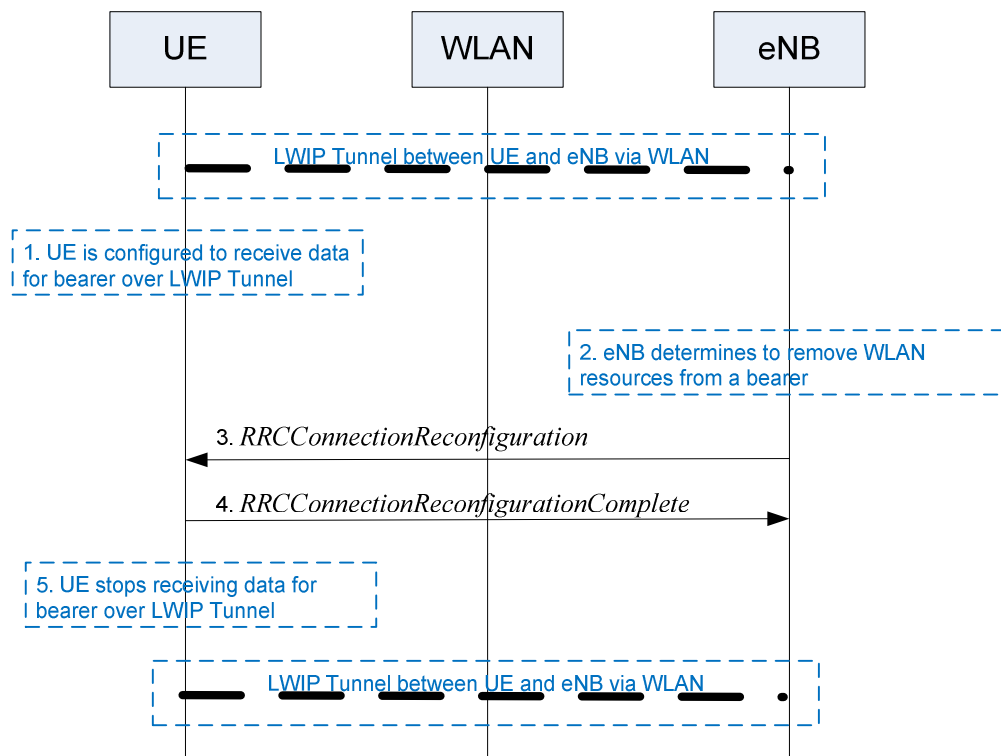 UE
WLAN
eNB
LWIP Tunnel between UE and eNB via WLAN
1. UE is configured to receive data
for bearer over LWIP Tunnel
2. eNB determines to remove WLAN
resources from a bearer
3. RRCConnectionReconfiguration
4. RRCConnectionReconfigurationComplete
5. UE stops receiving data for
bearer over LWIP Tunnel
LWIP Tunnel between UE and eNB via WLAN